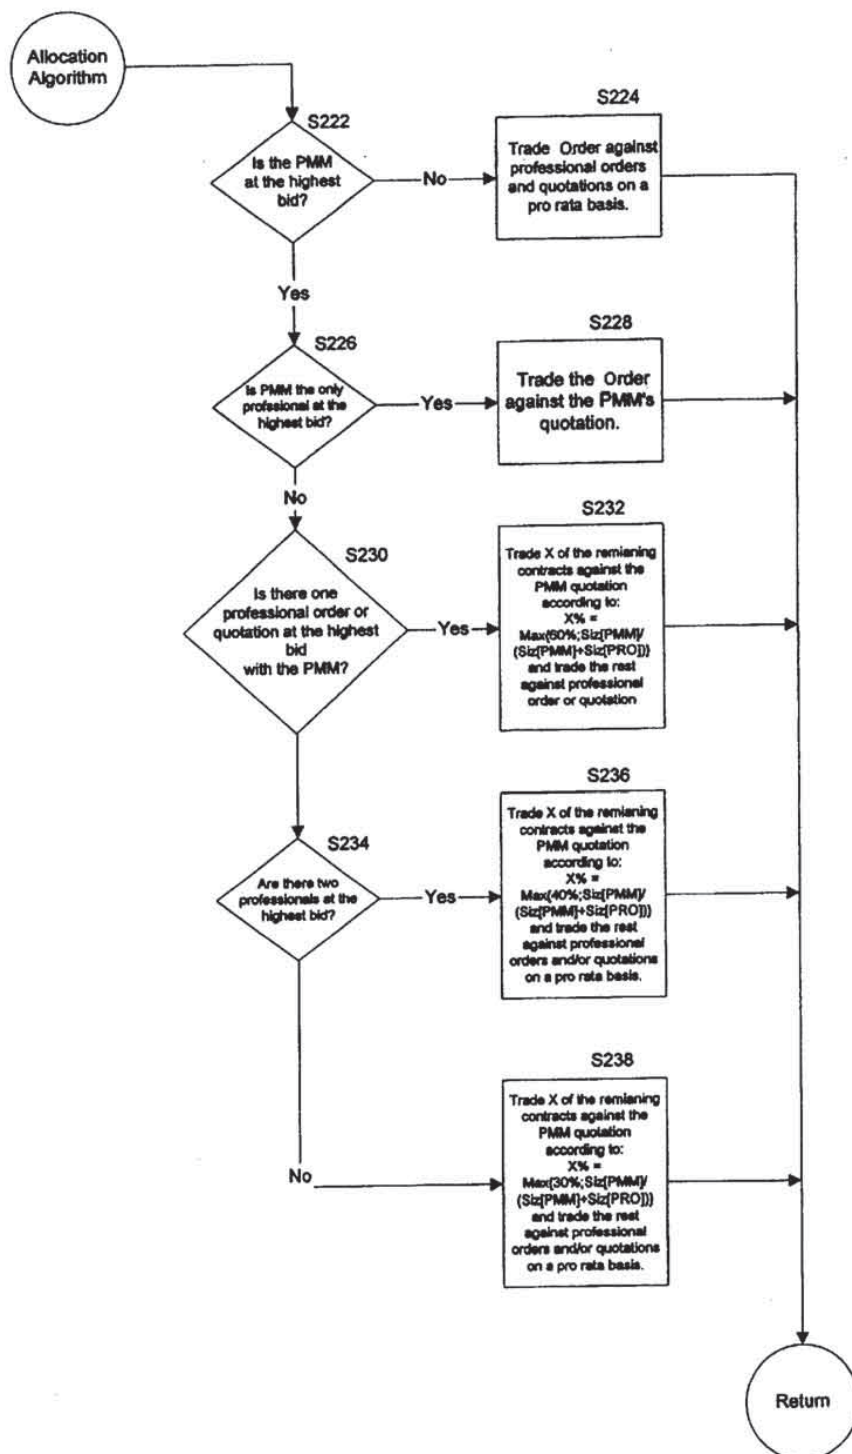 Allocation
Algorithm
S222
Is the PMM
at the highest
bid?
No
S224
Trade Order against
professional orders
and quotations on a
pro rata basis.
Yes
S226
Is PMM the only
profssional at the
highest bid?
Yes
S228
Trade the Order
against the PMM's
quotation.
No
S230
Is there one
professional order or
quotation at the highest
bid
with the PMM?
Yes
S232
Trade X of the remianing
contracts against the
PMM quotation
according to:
X% =
Max{60%;Siz[PMM]/
(Siz[PMM]+Siz[PRO])}
and trade the rest
against professional
order or quotation
S234
Are there two
professionals at the
highest bid?
Yes
S236
Trade X of the remianing
contracts against the
PMM quotation
according to:
X% =
Max{40%;Siz[PMM]/
(Siz[PMM]+Siz[PRO])}
and trade the rest
against professional
orders and/or quotations
on a pro rata basis.
No
S238
Trade X of the remianing
contracts against the
PMM quotation
according to:
X% =
Max{30%;Siz[PMM]/
(Siz[PMM]+Siz[PRO])}
and trade the rest
against professional
orders and/or quotations
on a pro rata basis.
Return